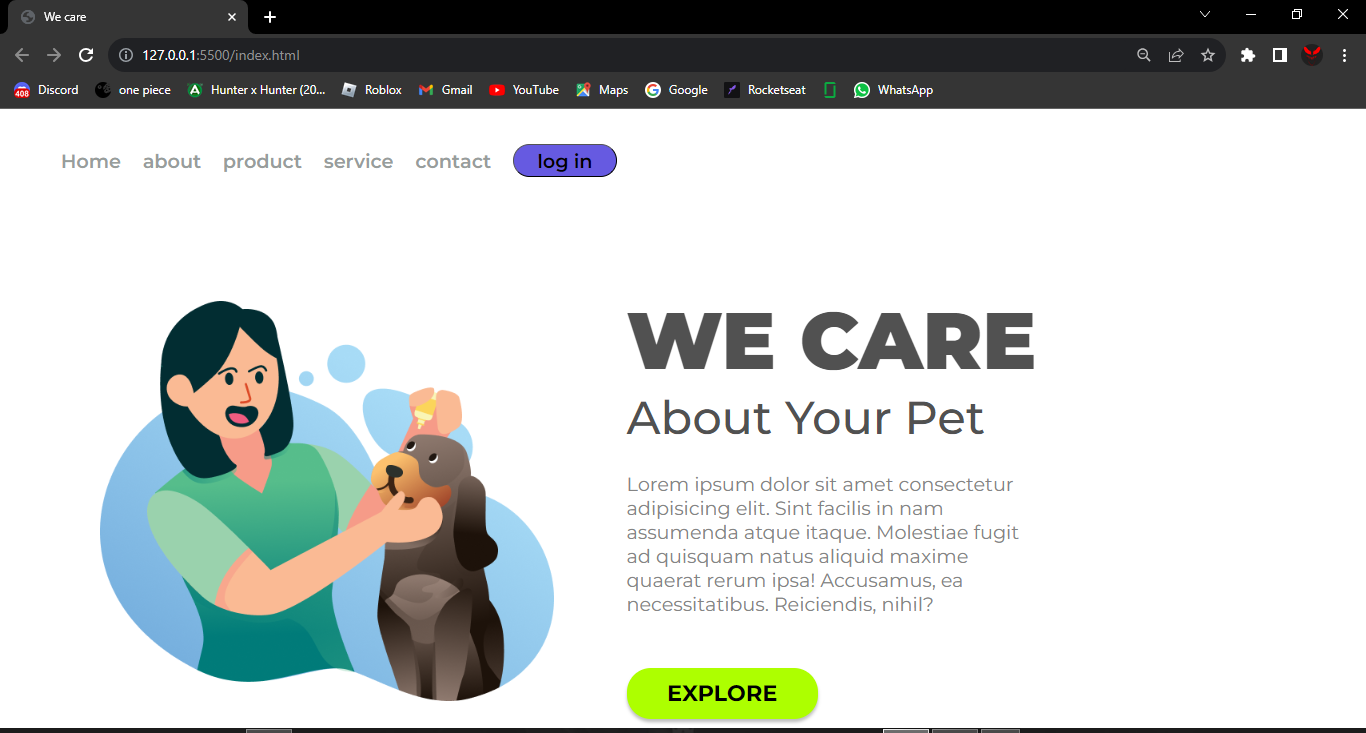 We care
127.0.0.1:5500/index.html
408 Discord one piece Hunter x Hunter (20... Roblox Gmail YouTube Maps Google Rocketseat WhatsApp
Home about product service contact log in
WE CARE
About Your Pet
Lorem ipsum dolor sit amet consectetur
adipisicing elit. Sint facilis in nam
assumenda atque itaque. Molestiae fugit
ad quisquam natus aliquid maxime
quaerat rerum ipsa! Accusamus, ea
necessitatibus. Reiciendis, nihil?
EXPLORE